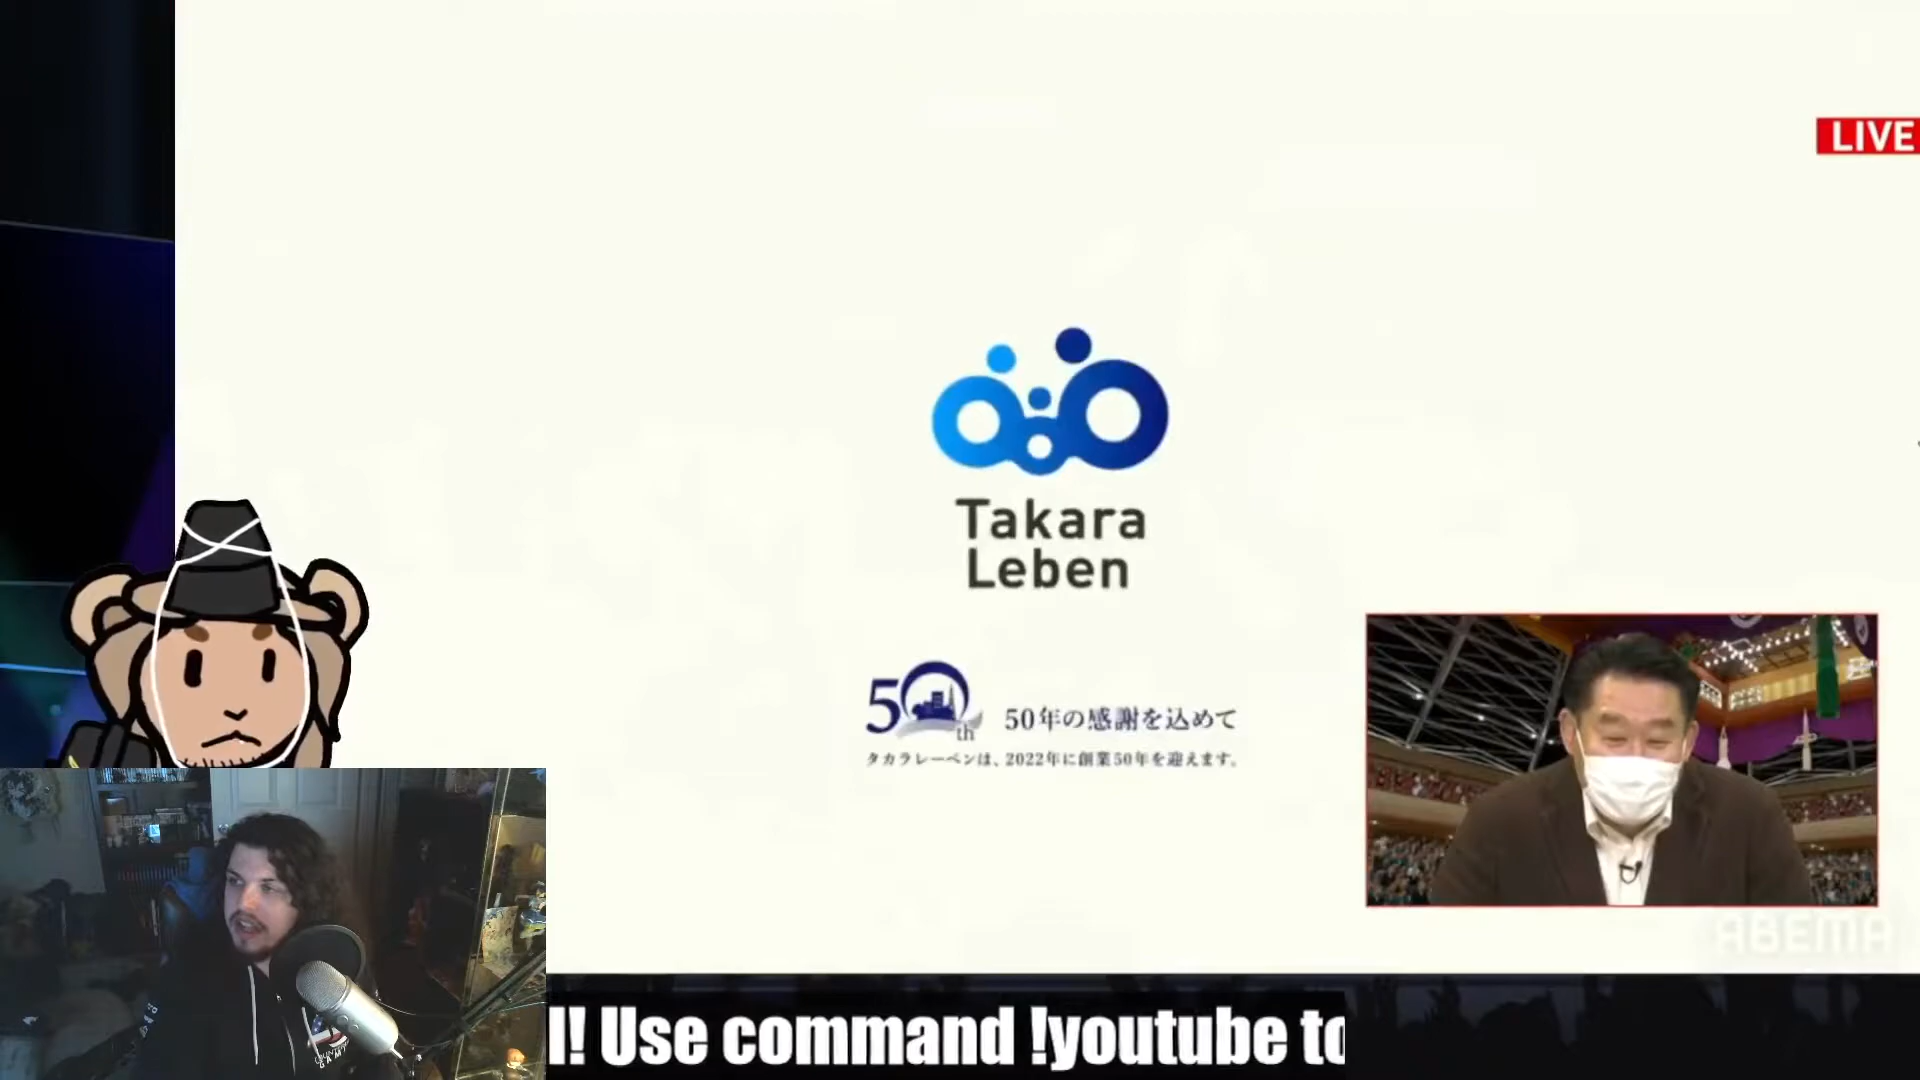 LIVE
Takara
Leben
50th
50年の感謝を込めて
タカラレーベンは、2022年に創業50年を迎えます。
ABEMA
l! Use command !youtube to